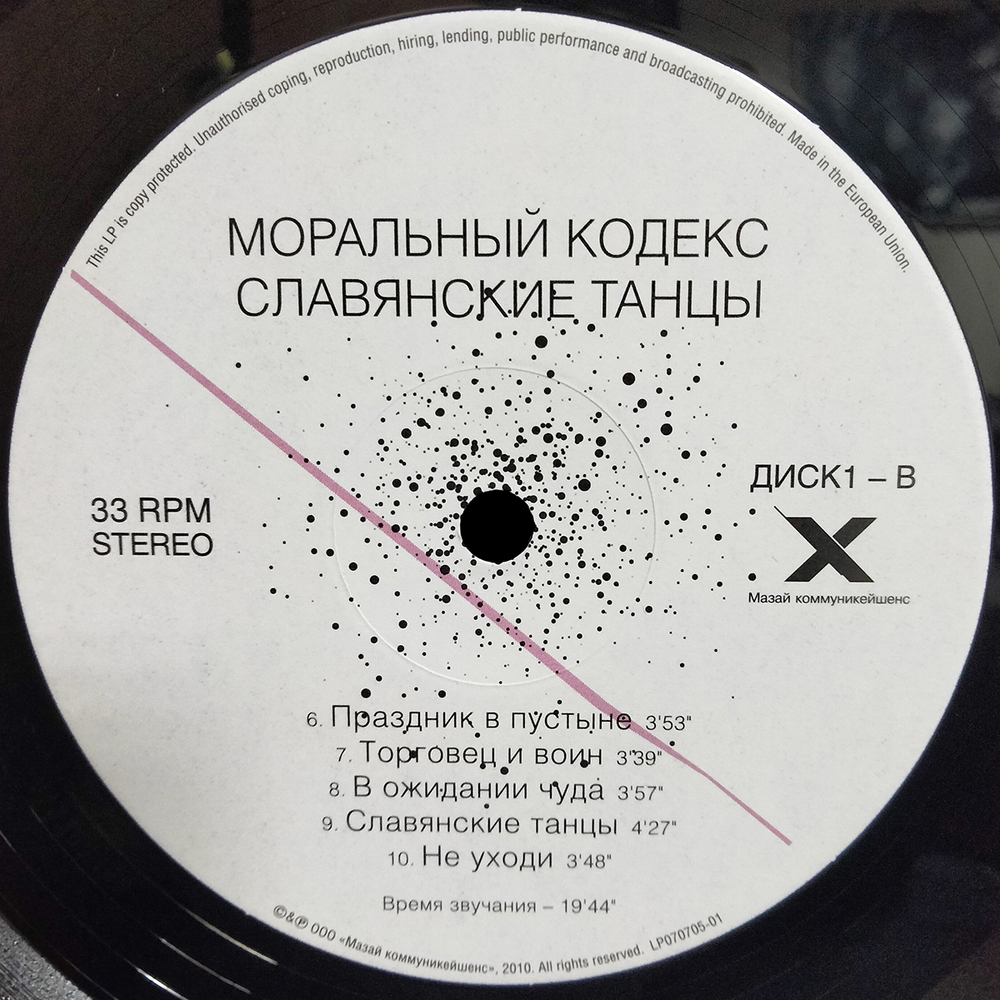 This LP is copy protected. Unauthorised coping, reproduction, hiring, lending, public performance and broadcasting prohibited. Made in the European Union.
МОРАЛЬНЫЙ КОДЕКС
СЛАВЯНСКИЕ ТАНЦЫ
33 RPM
STEREO
ДИСК1 – B
X
Мазай коммуникейшенс
6. Праздник в пустыне 3'53"
7. Торговец и воин 3'39"
8. В ожидании чуда 3'57"
9. Славянские танцы 4'27"
10. Не уходи 3'48"
Время звучания – 19'44"
©&℗ ООО «Мазай коммуникейшенс», 2010. All rights reserved. LP070705-01